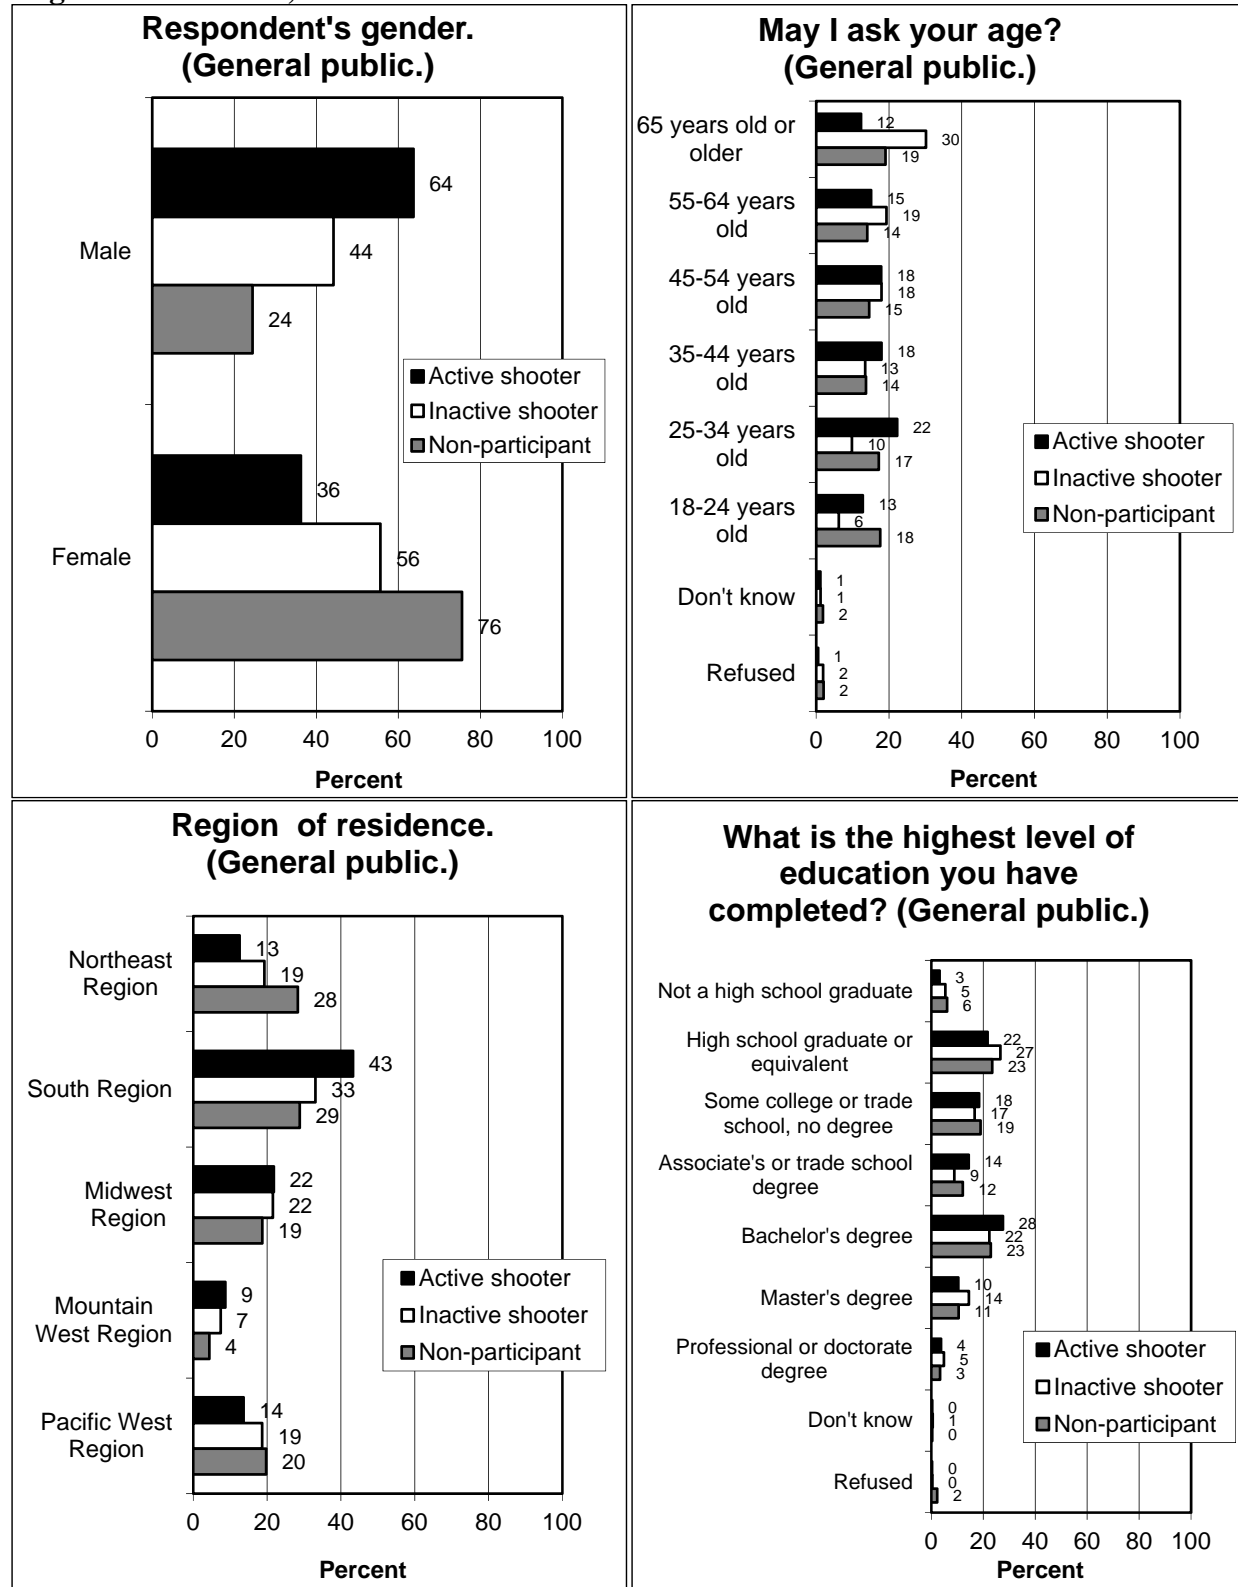 Respondent's gender.
(General public.)
Male
Female
64
44
24
36
56
76
Active shooter
Inactive shooter
Non-participant
0 20 40 60 80 100
Percent
May I ask your age?
(General public.)
65 years old or
older
12
30
19
55-64 years
old
15
19
14
45-54 years
old
18
18
15
35-44 years
old
18
13
14
25-34 years
old
22
10
17
18-24 years
old
13
6
18
Don't know
1
1
2
Refused
1
2
2
Active shooter
Inactive shooter
Non-participant
0 20 40 60 80 100
Percent
Region of residence.
(General public.)
Northeast
Region
13
19
28
South Region
43
33
29
Midwest
Region
22
22
19
Mountain
West Region
9
7
4
Pacific West
Region
14
19
20
Active shooter
Inactive shooter
Non-participant
0 20 40 60 80 100
Percent
What is the highest level of
education you have
completed? (General public.)
Not a high school graduate
3
5
6
High school graduate or
equivalent
22
27
23
Some college or trade
school, no degree
18
17
19
Associate's or trade school
degree
14
9
12
Bachelor's degree
28
22
23
Master's degree
10
14
11
Professional or doctorate
degree
4
5
3
Don't know
0
1
0
Refused
0
0
2
Active shooter
Inactive shooter
Non-participant
0 20 40 60 80 100
Percent